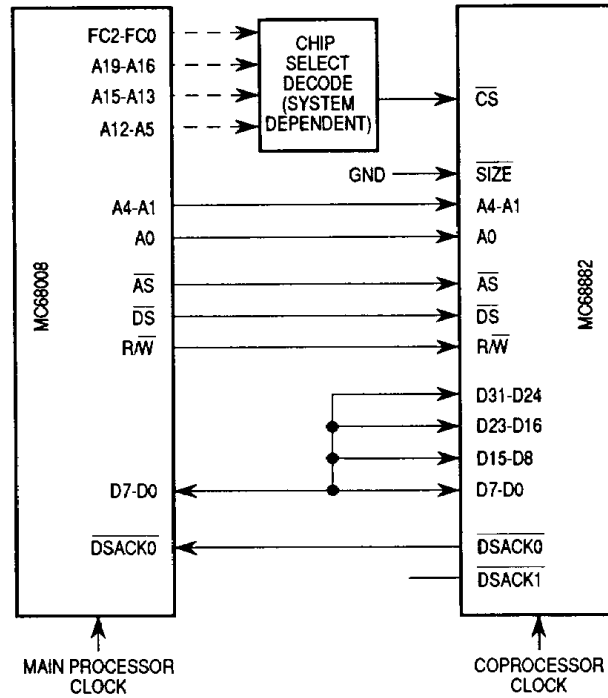 FC2-FC0
A19-A16
A15-A13
A12-A5
CHIP
SELECT
DECODE
(SYSTEM
DEPENDENT)
CS
GND
SIZE
A4-A1
A4-A1
A0
A0
AS
AS
DS
DS
R/W
R/W
MC68008
MC68882
D31-D24
D23-D16
D15-D8
D7-D0
D7-D0
DSACK0
DSACK0
DSACK1
MAIN PROCESSOR
CLOCK
COPROCESSOR
CLOCK